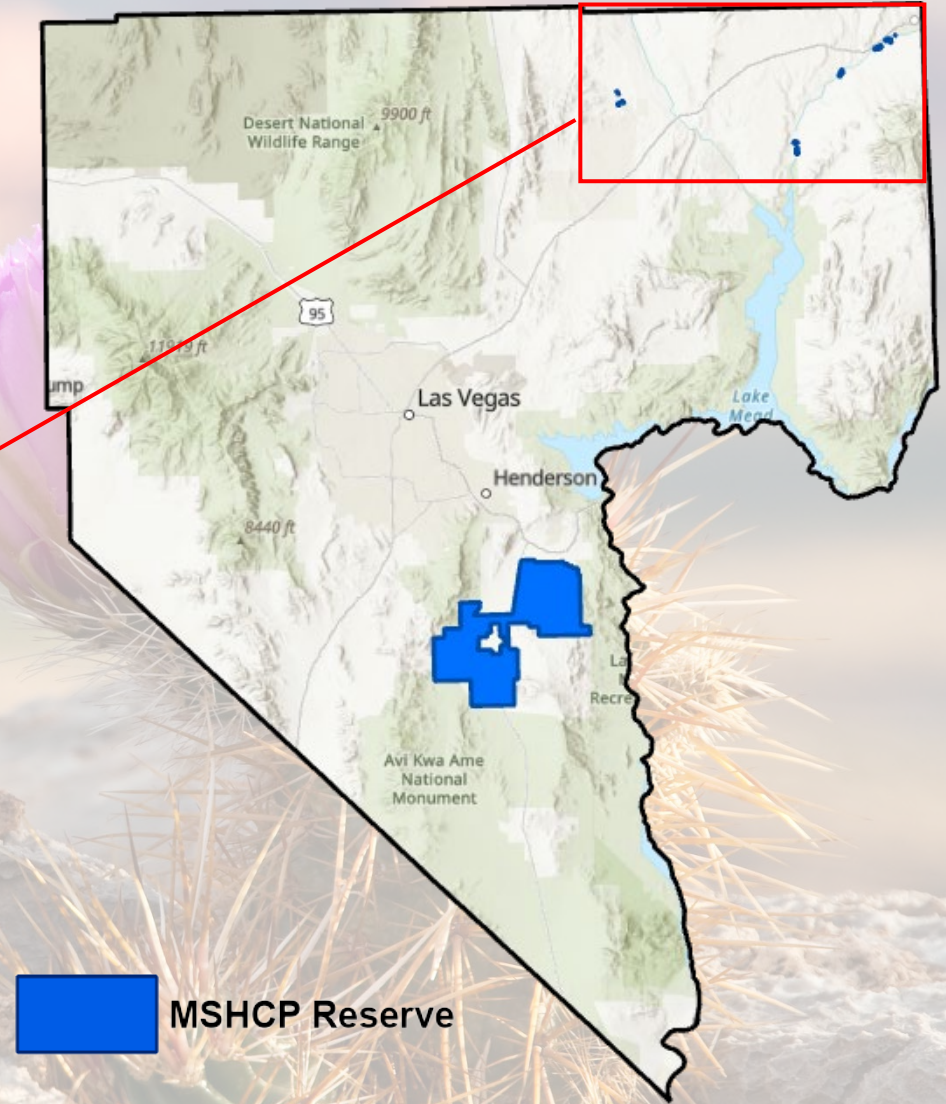 Desert National
Wildlife Range
9900 ft
95
11919 ft
ump
Las Vegas
Lake
Mead
Henderson
8440 ft
La
Recre
Avi Kwa Ame
National
Monument
MSHCP Reserve